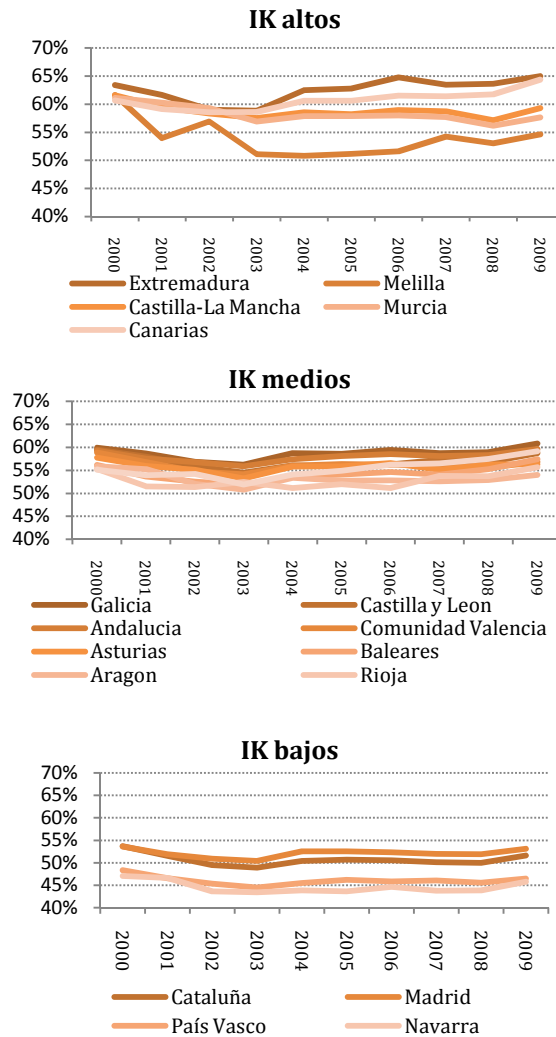 IK altos
70%
65%
60%
55%
50%
45%
40%
2000
2001
2002
2003
2004
2005
2006
2007
2008
2009
Extremadura
Melilla
Castilla-La Mancha
Murcia
Canarias
IK medios
70%
65%
60%
55%
50%
45%
40%
2000
2001
2002
2003
2004
2005
2006
2007
2008
2009
Galicia
Castilla y Leon
Andalucia
Comunidad Valencia
Asturias
Baleares
Aragon
Rioja
IK bajos
70%
65%
60%
55%
50%
45%
40%
2000
2001
2002
2003
2004
2005
2006
2007
2008
2009
Cataluña
Madrid
País Vasco
Navarra